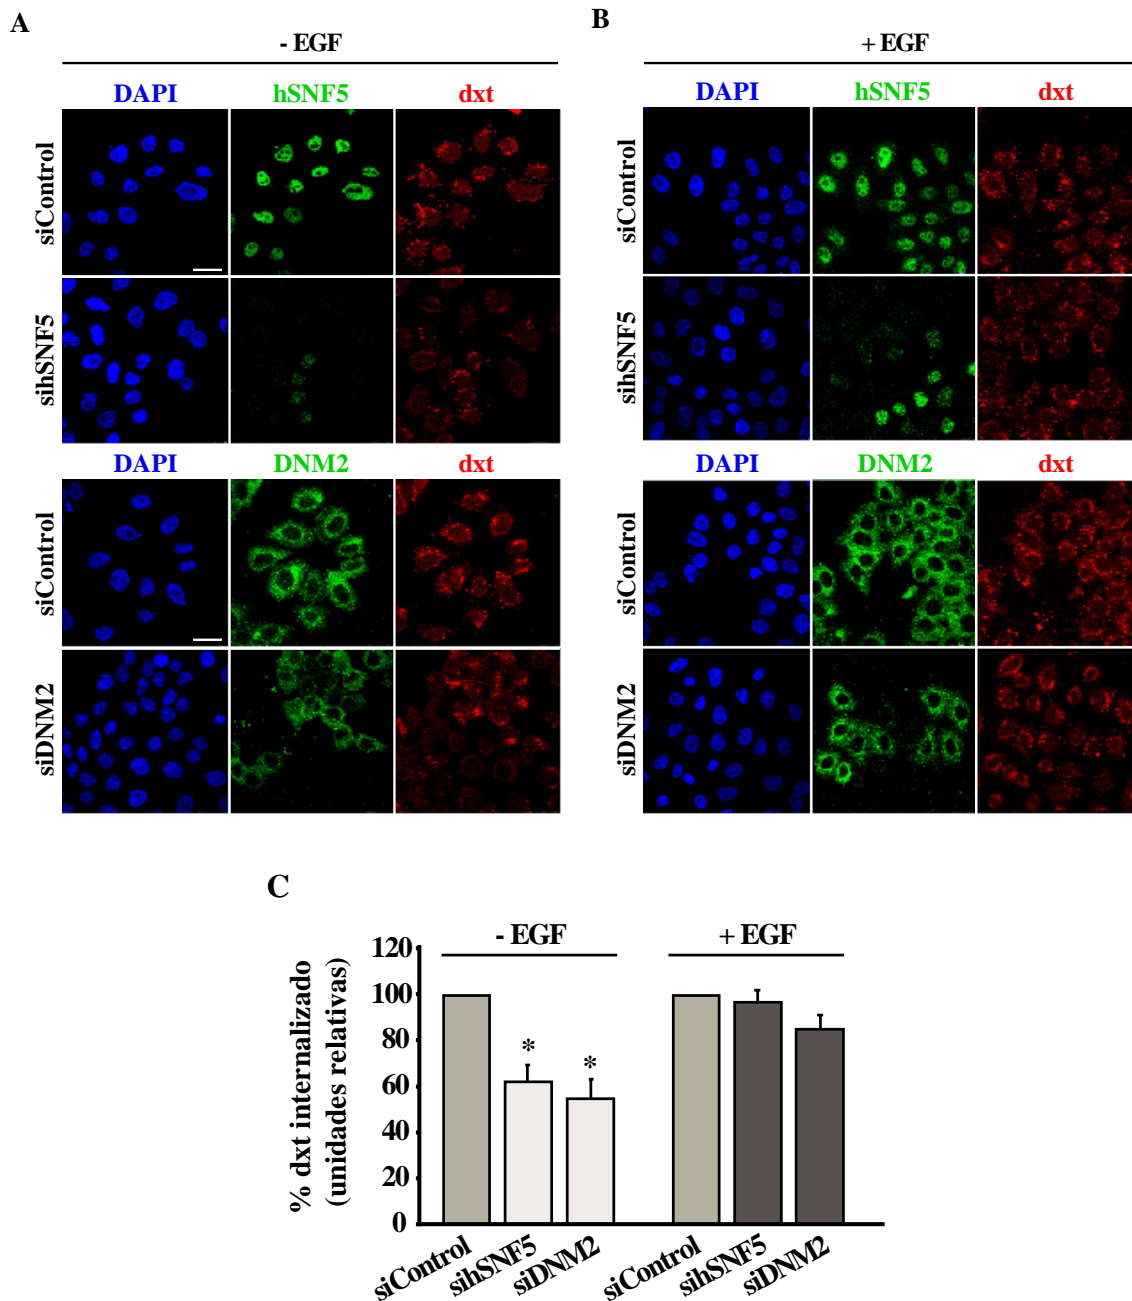 A
- EGF
DAPI hSNF5 dxt
siControl
sihSNF5
DAPI DNM2 dxt
siControl
siDNM2
B
+ EGF
DAPI hSNF5 dxt
siControl
sihSNF5
DAPI DNM2 dxt
siControl
siDNM2
C
- EGF + EGF
% dxt internalizado
(unidades relativas)
120
100
80
60
40
20
0
* *
siControl sihSNF5 siDNM2 siControl sihSNF5 siDNM2